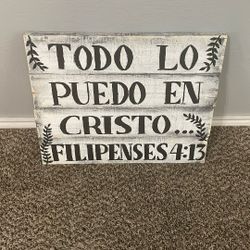 TODO LO
PUEDO EN
CRISTO...
FILIPENSES 4:13